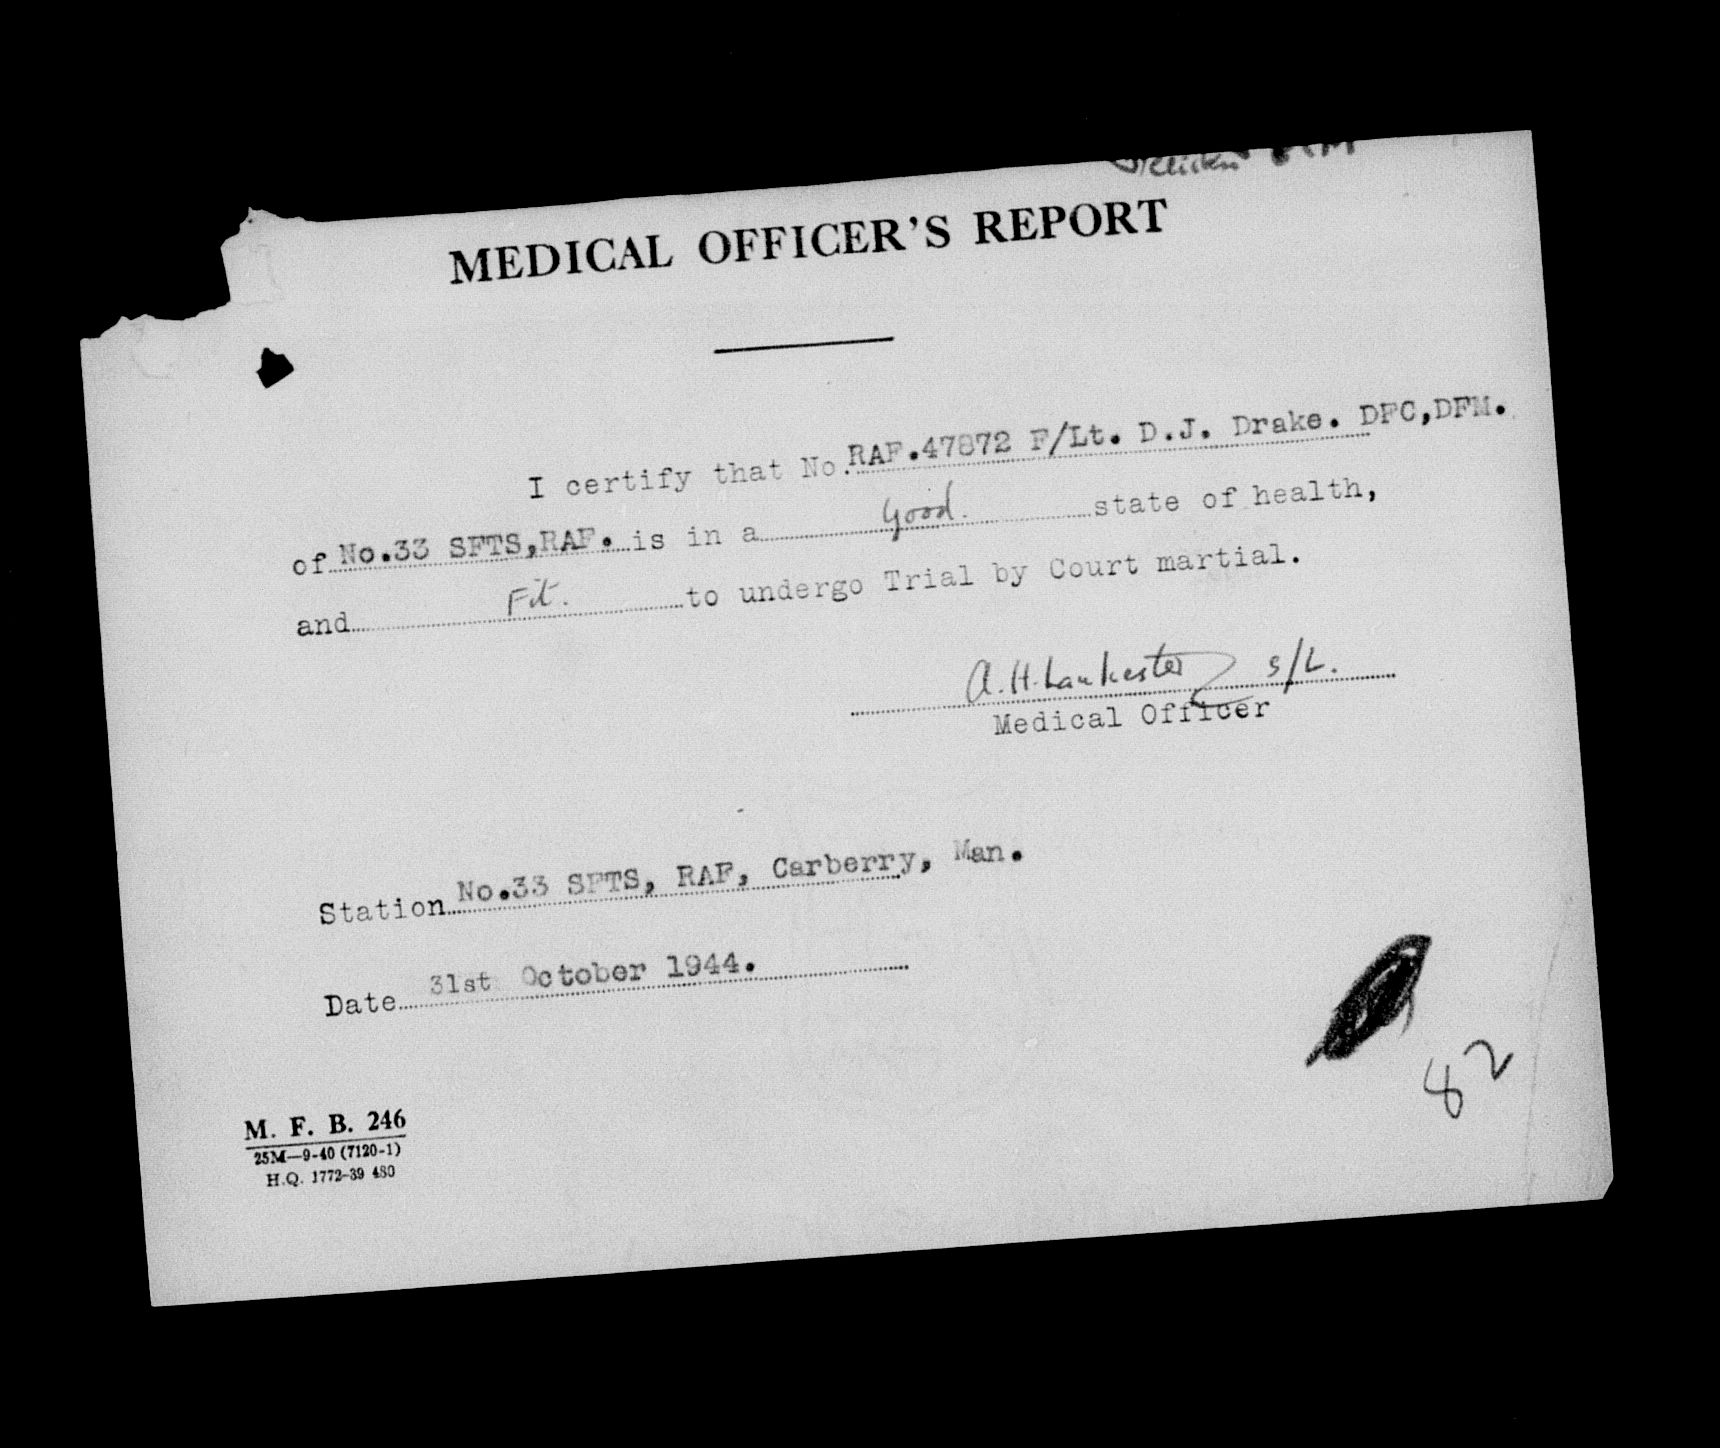 MEDICAL OFFICER'S REPORT
I certify that No. RAF.47872 F/Lt. D.J. Drake. DFC,DFM.
of No.33 SFTS,RAF. is in a Good. state of health,
and Fit. to undergo Trial by Court martial.
A.H. Lankester S/L.
Medical Officer
Station No.33 SFTS, RAF, Carberry, Man.
Date 31st October 1944.
82
M. F. B. 246
25M—9-40 (7120-1)
H.Q. 1772-39 480